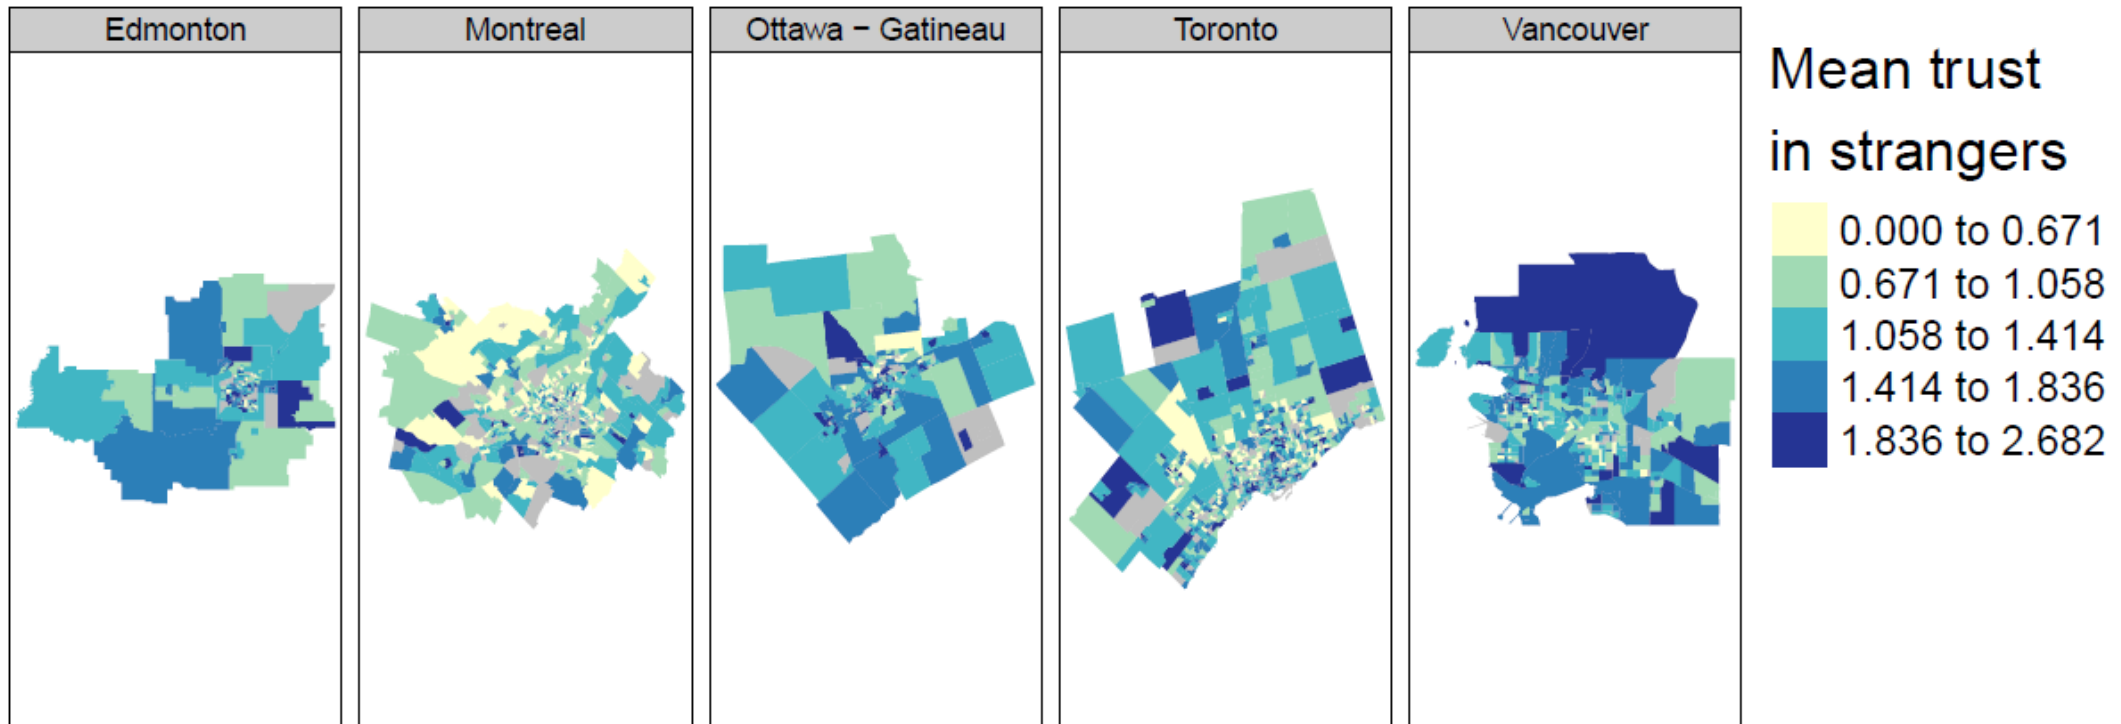 Edmonton
Montreal
Ottawa − Gatineau
Toronto
Vancouver
Mean trust
in strangers
0.000 to 0.671
0.671 to 1.058
1.058 to 1.414
1.414 to 1.836
1.836 to 2.682